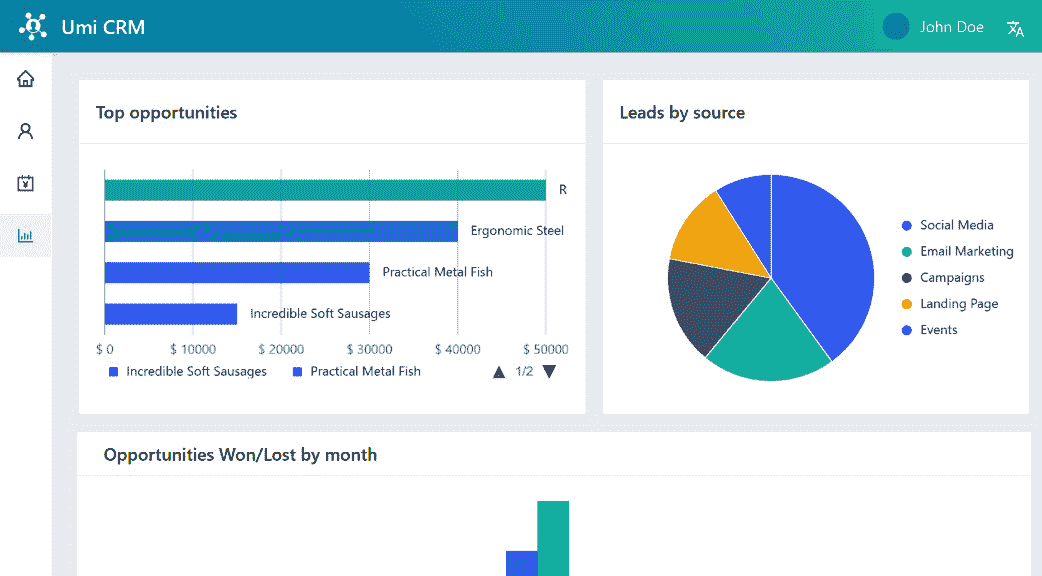 Umi CRM
John Doe
Top opportunities
R
Ergonomic Steel
Practical Metal Fish
Incredible Soft Sausages
$ 0 $ 10000 $ 20000 $ 30000 $ 40000 $ 50000
Incredible Soft Sausages Practical Metal Fish 1/2
Leads by source
Social Media
Email Marketing
Campaigns
Landing Page
Events
Opportunities Won/Lost by month